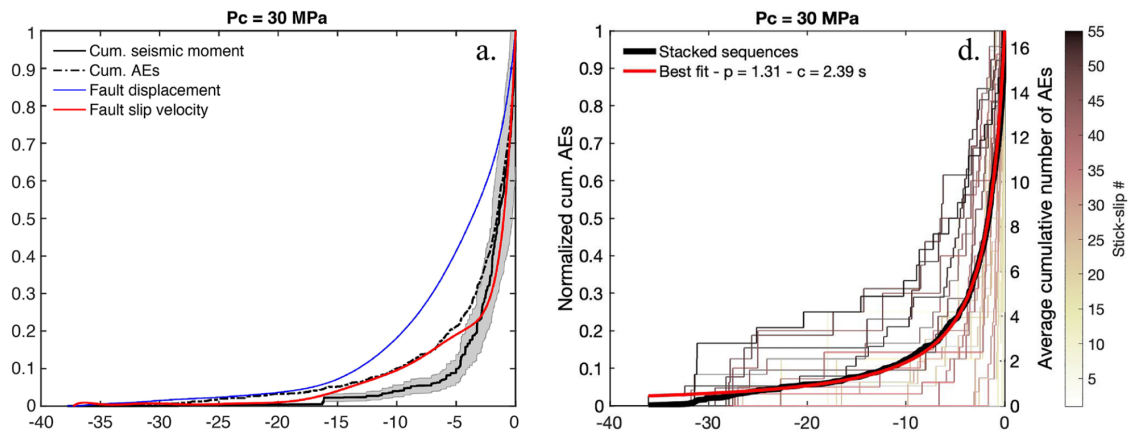 Pc = 30 MPa
a.
Cum. seismic moment
Cum. AEs
Fault displacement
Fault slip velocity
1
0.9
0.8
0.7
0.6
0.5
0.4
0.3
0.2
0.1
0
-40 -35 -30 -25 -20 -15 -10 -5 0
Pc = 30 MPa
d.
Stacked sequences
Best fit - p = 1.31 - c = 2.39 s
Normalized cum. AEs
1
0.9
0.8
0.7
0.6
0.5
0.4
0.3
0.2
0.1
0
-40 -30 -20 -10 0
16
14
12
10
8
6
4
2
0
Average cumulative number of AEs
55
50
45
40
35
30
25
20
15
10
5
Stick-slip #